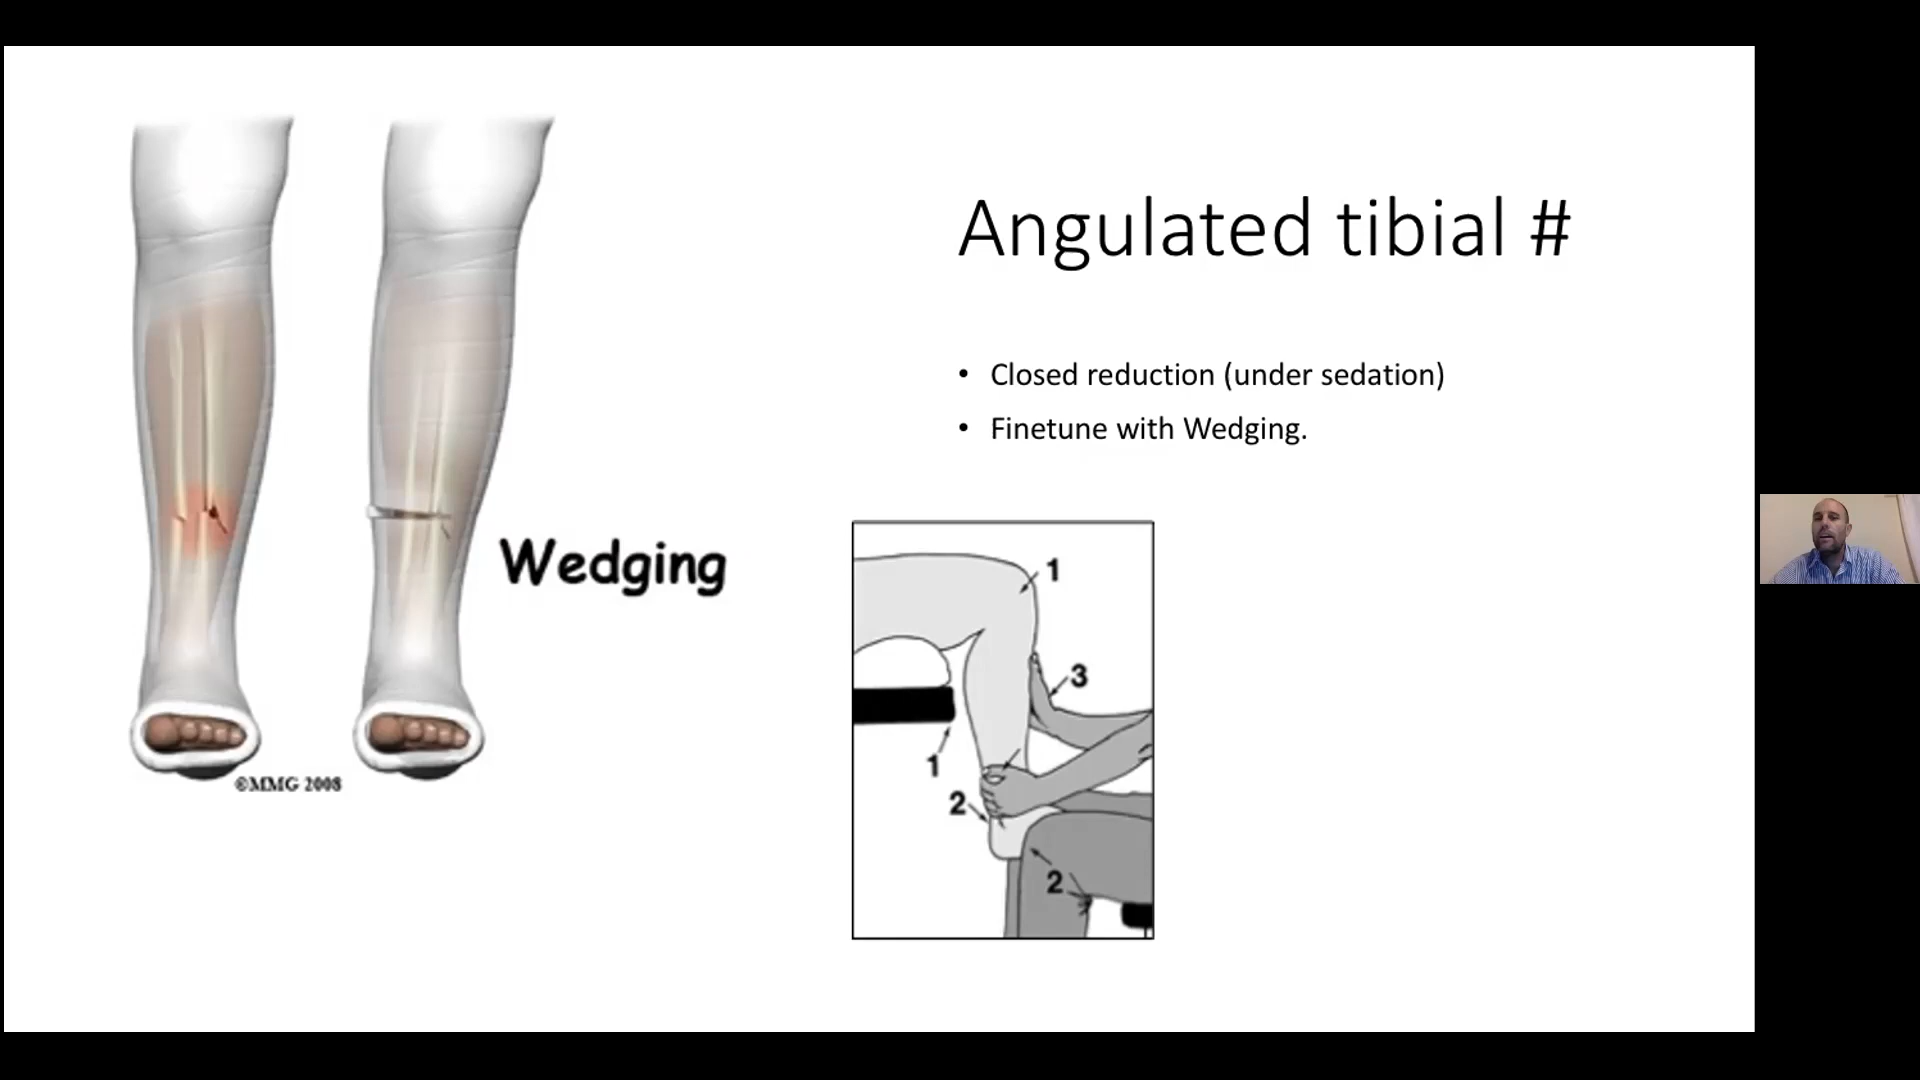 Angulated tibial #
• Closed reduction (under sedation)
• Finetune with Wedging.
Wedging
©MMG 2008
1
3
1
2
2